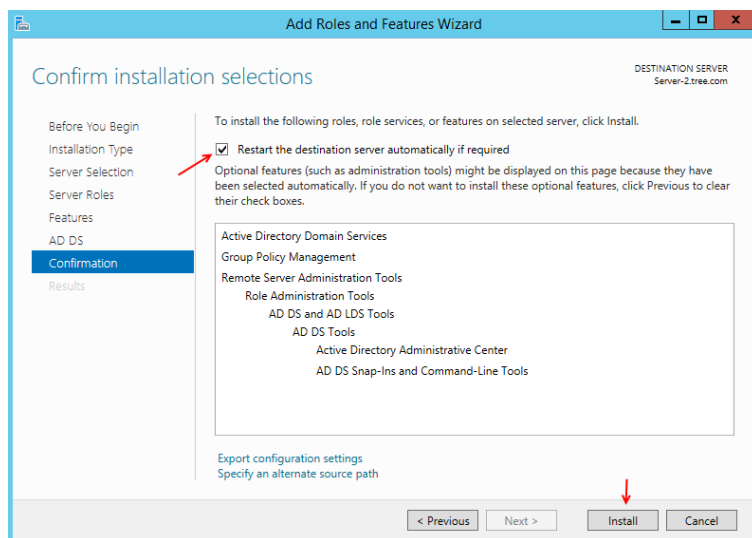 Add Roles and Features Wizard
Confirm installation selections
DESTINATION SERVER
Server-2.tree.com
Before You Begin
Installation Type
Server Selection
Server Roles
Features
AD DS
Confirmation
Results
To install the following roles, role services, or features on selected server, click Install.
Restart the destination server automatically if required
Optional features (such as administration tools) might be displayed on this page because they have
been selected automatically. If you do not want to install these optional features, click Previous to clear
their check boxes.
Active Directory Domain Services
Group Policy Management
Remote Server Administration Tools
Role Administration Tools
AD DS and AD LDS Tools
AD DS Tools
Active Directory Administrative Center
AD DS Snap-Ins and Command-Line Tools
Export configuration settings
Specify an alternate source path
< Previous
Next >
Install
Cancel